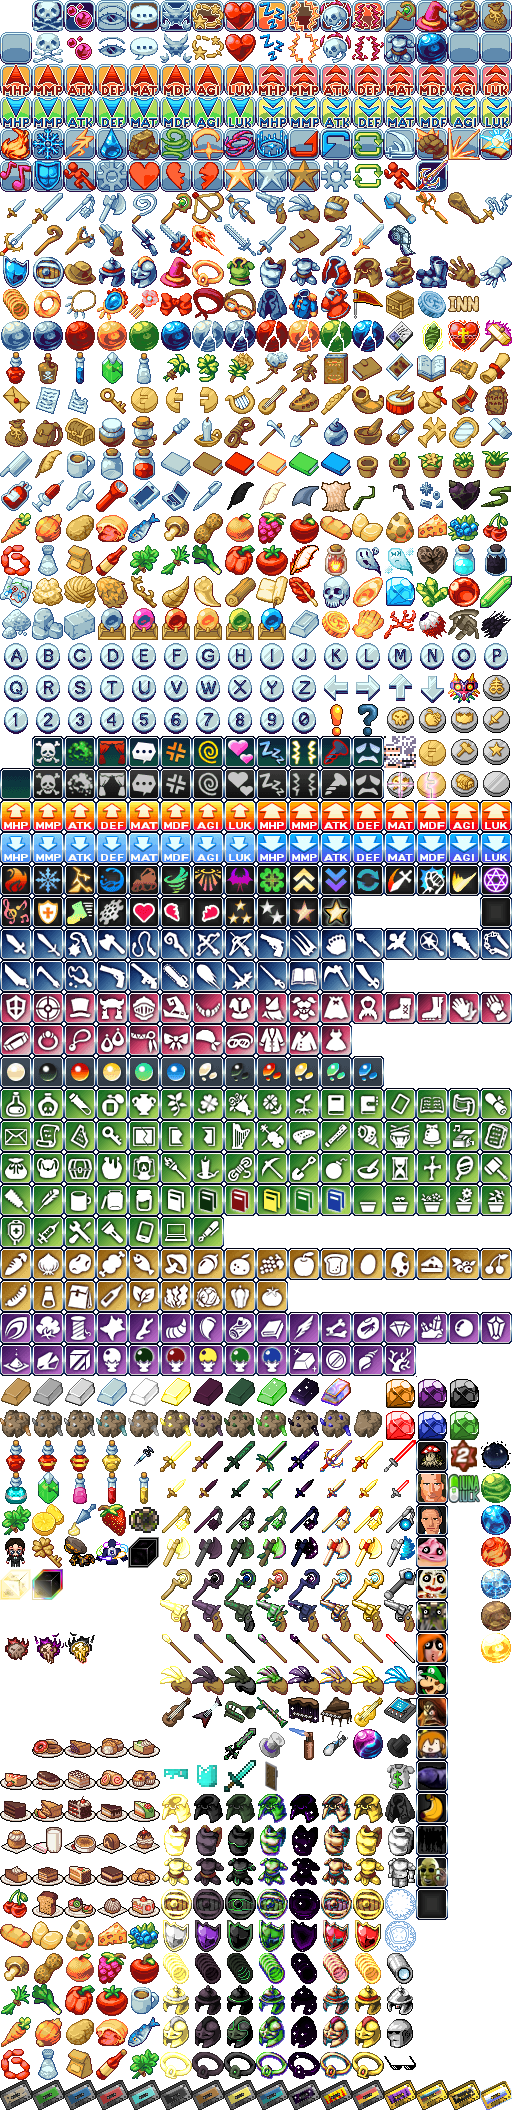 MHP MMP ATK DEF MAT MDF AGI LUK MHP MMP ATK DEF MAT MDF AGI LUK
MHP MMP ATK DEF MAT MDF AGI LUK MHP MMP ATK DEF MAT MDF AGI LUK
INN
A B C D E F G H I J K L M N O P
Q R S T U V W X Y Z
1 2 3 4 5 6 7 8 9 0 ! ?
MHP MMP ATK DEF MAT MDF AGI LUK MHP MMP ATK DEF MAT MDF AGI LUK
MHP MMP ATK DEF MAT MDF AGI LUK MHP MMP ATK DEF MAT MDF AGI LUK